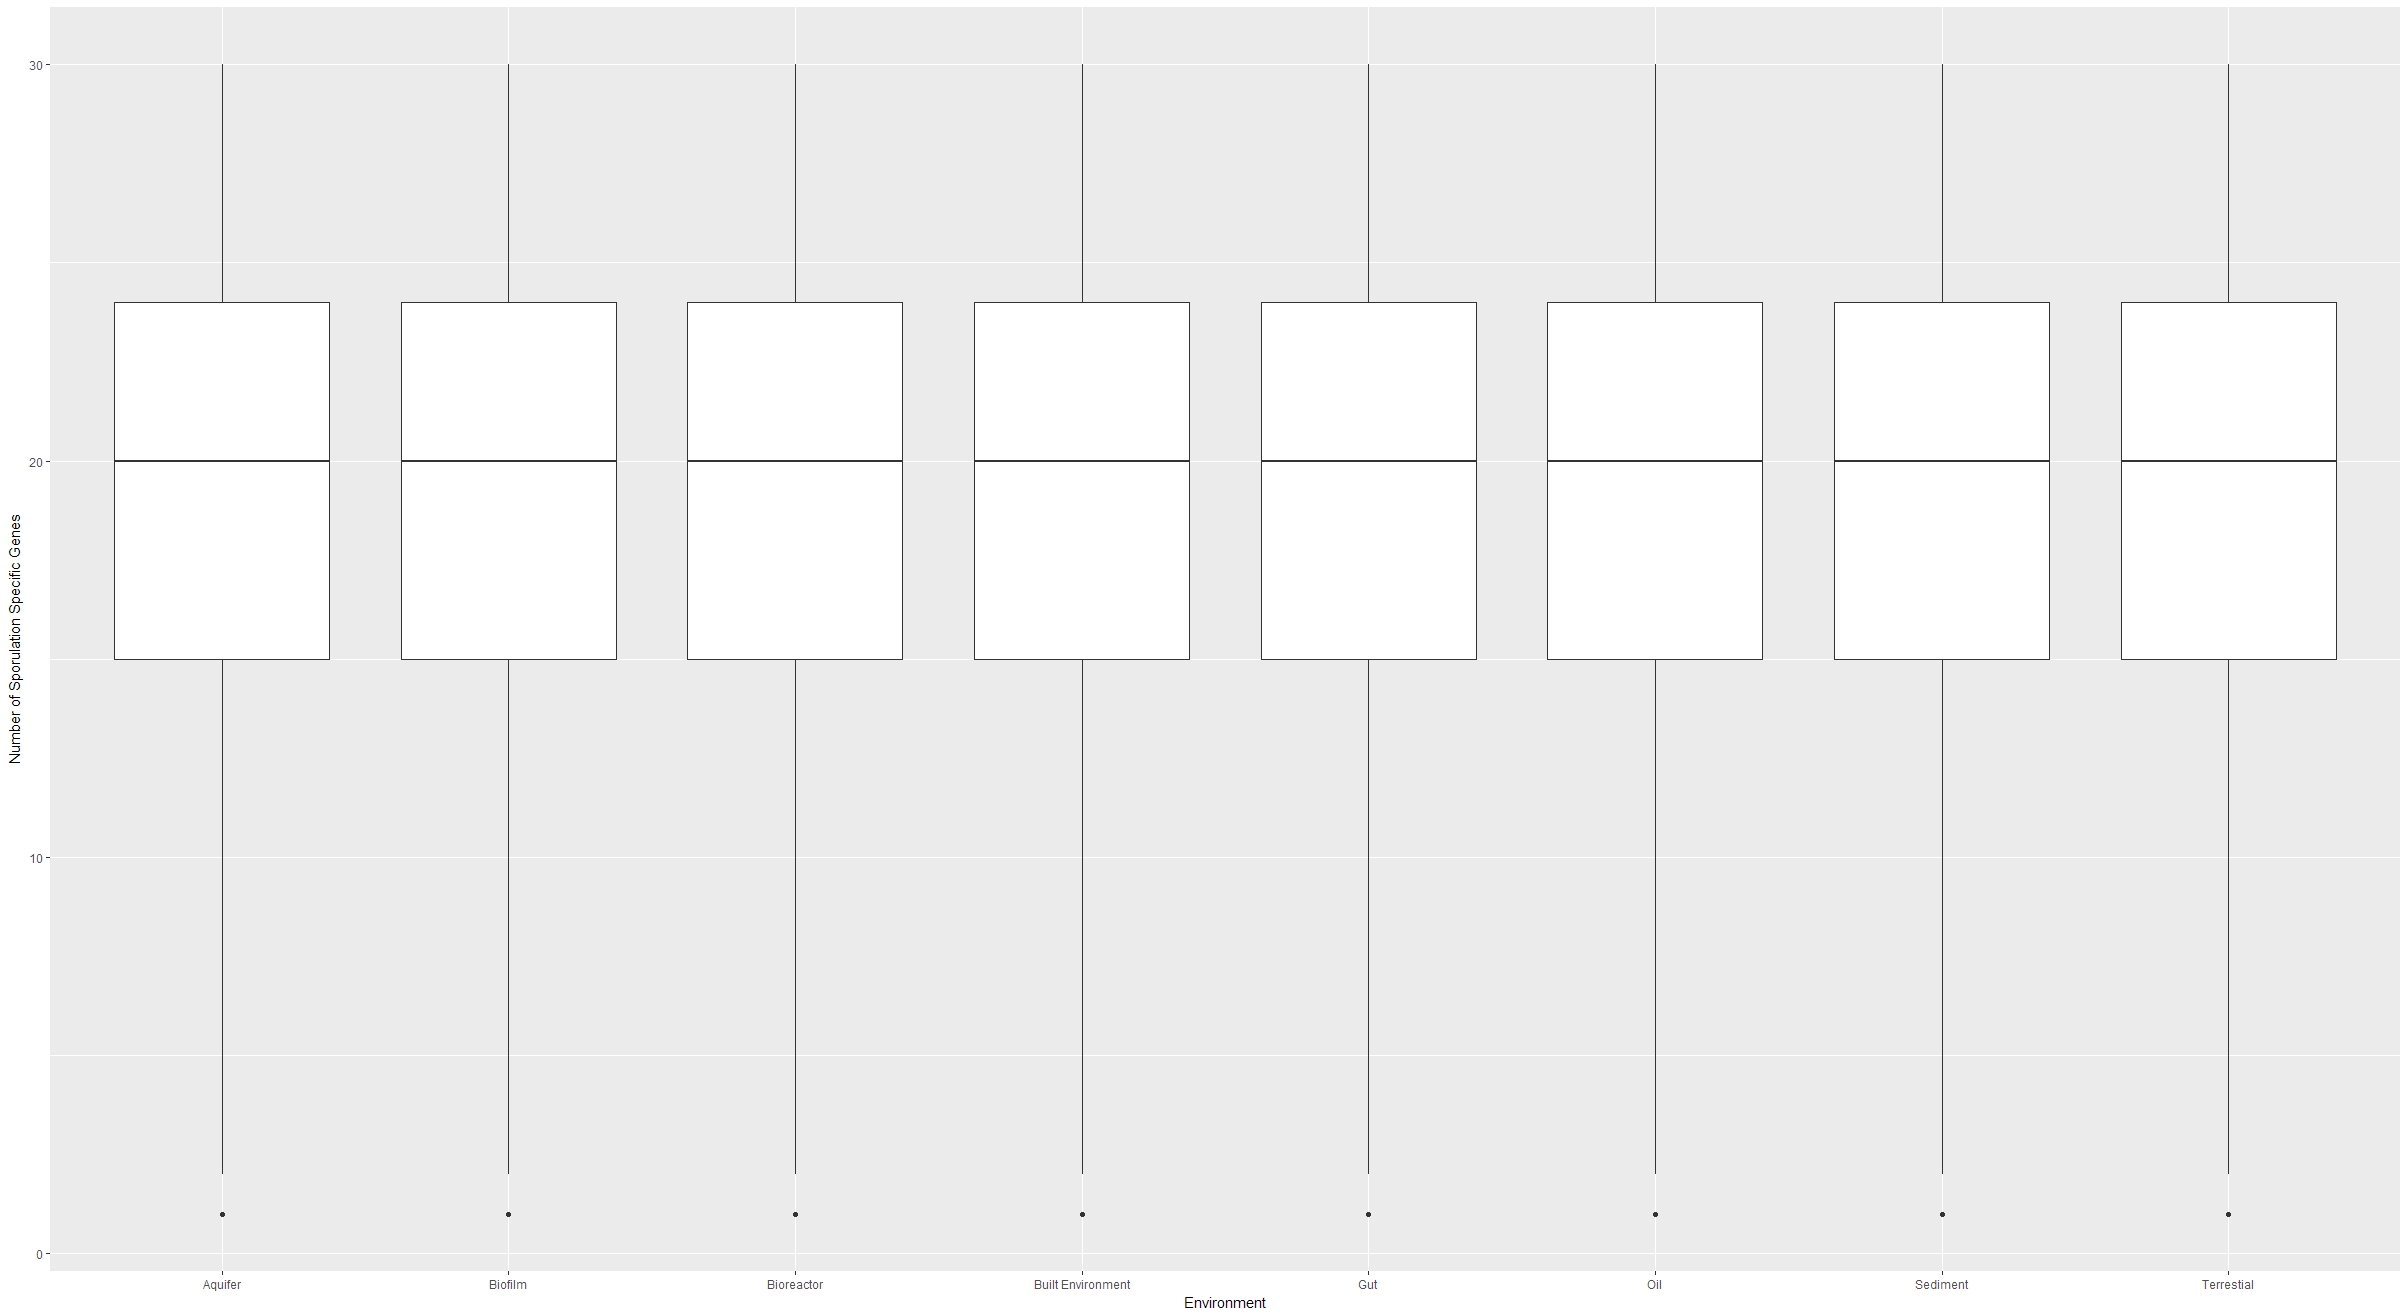 30
20
10
0
Number of Sporulation Specific Genes
Aquifer Biofilm Bioreactor Built Environment Gut Oil Sediment Terrestial
Environment